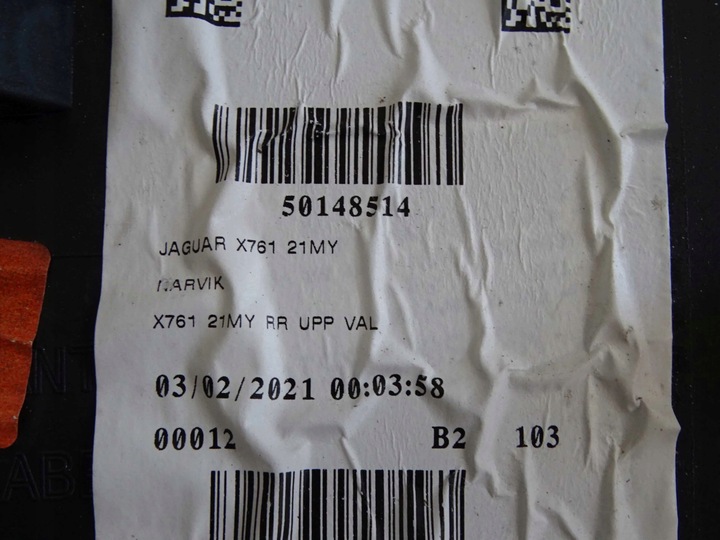 50148514
JAGUAR X761 21MY
NARVIK
X761 21MY RR UPP VAL
03/02/2021 00:03:58
00012 B2 103